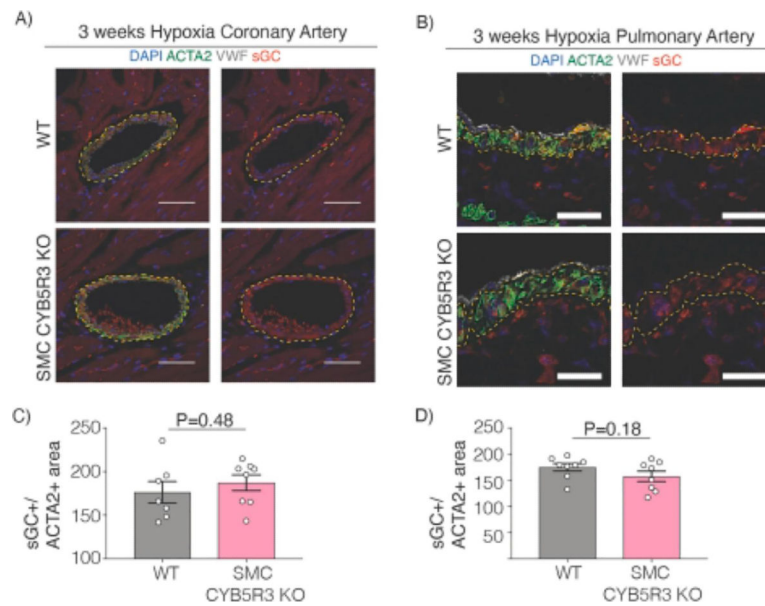 A)
3 weeks Hypoxia Coronary Artery
DAPI ACTA2 VWF sGC
WT
SMC CYB5R3 KO
B)
3 weeks Hypoxia Pulmonary Artery
DAPI ACTA2 VWF sGC
WT
SMC CYB5R3 KO
C)
P=0.48
sGC+/
ACTA2+ area
250
200
150
100
WT
SMC
CYB5R3 KO
D)
P=0.18
sGC+/
ACTA2+ area
250
200
150
100
50
WT
SMC
CYB5R3 KO